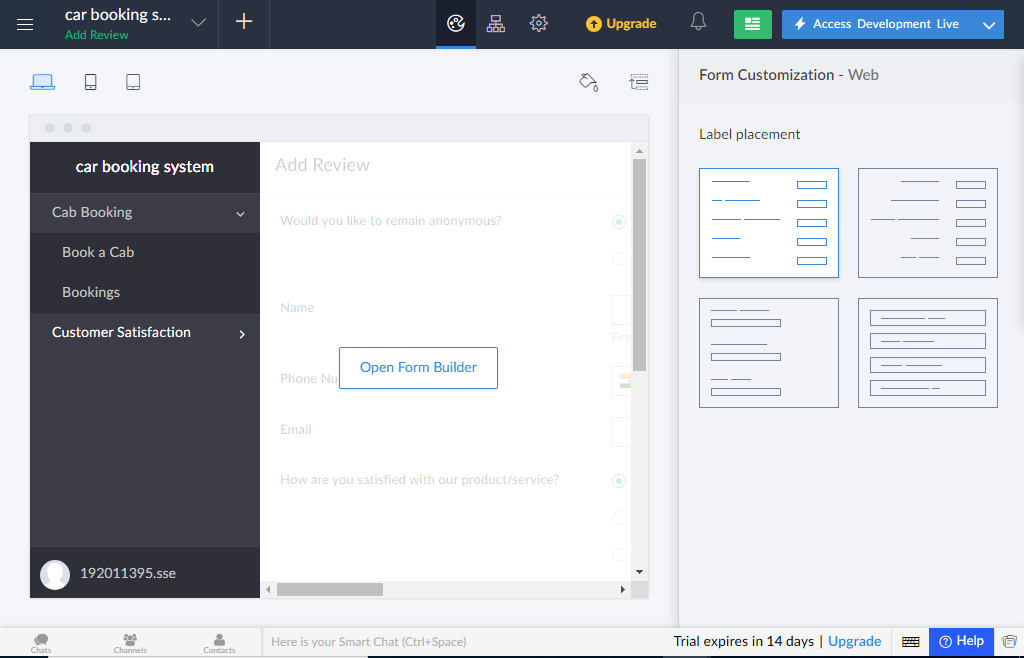 car booking s...
Add Review
Upgrade
Access Development Live
Form Customization - Web
Label placement
car booking system
Cab Booking
Book a Cab
Bookings
Customer Satisfaction
192011395.sse
Add Review
Would you like to remain anonymous?
Name
Firs
Phone Nu
Open Form Builder
Email
How are you satisfied with our product/service?
Chats
Channels
Contacts
Here is your Smart Chat (Ctrl+Space)
Trial expires in 14 days | Upgrade
Help